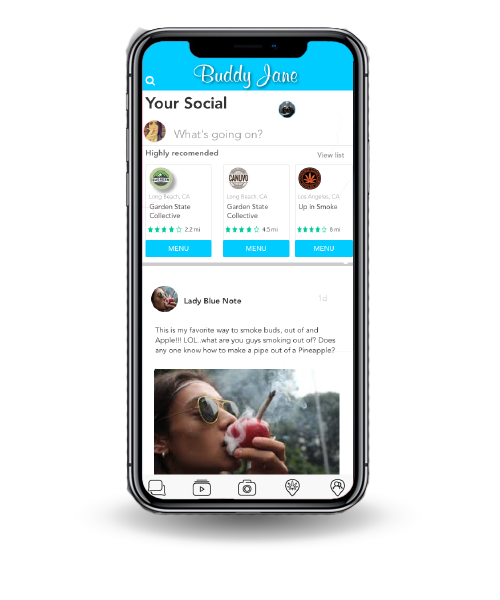 Buddy Jane
Your Social
What's going on?
Highly recomended
View list
CANUVO
Long Beach, CA
Long Beach, CA
Los Angelas, CA
Garden State
Collective
Garden State
Collective
Up in Smoke
2.2 mi
4.5 mi
6 mi
MENU
MENU
MENU
Lady Blue Note
1d
This is my favorite way to smoke buds, out of and
Apple!!! LOL..what are you guys smoking out of? Does
any one know how to make a pipe out of a Pineapple?